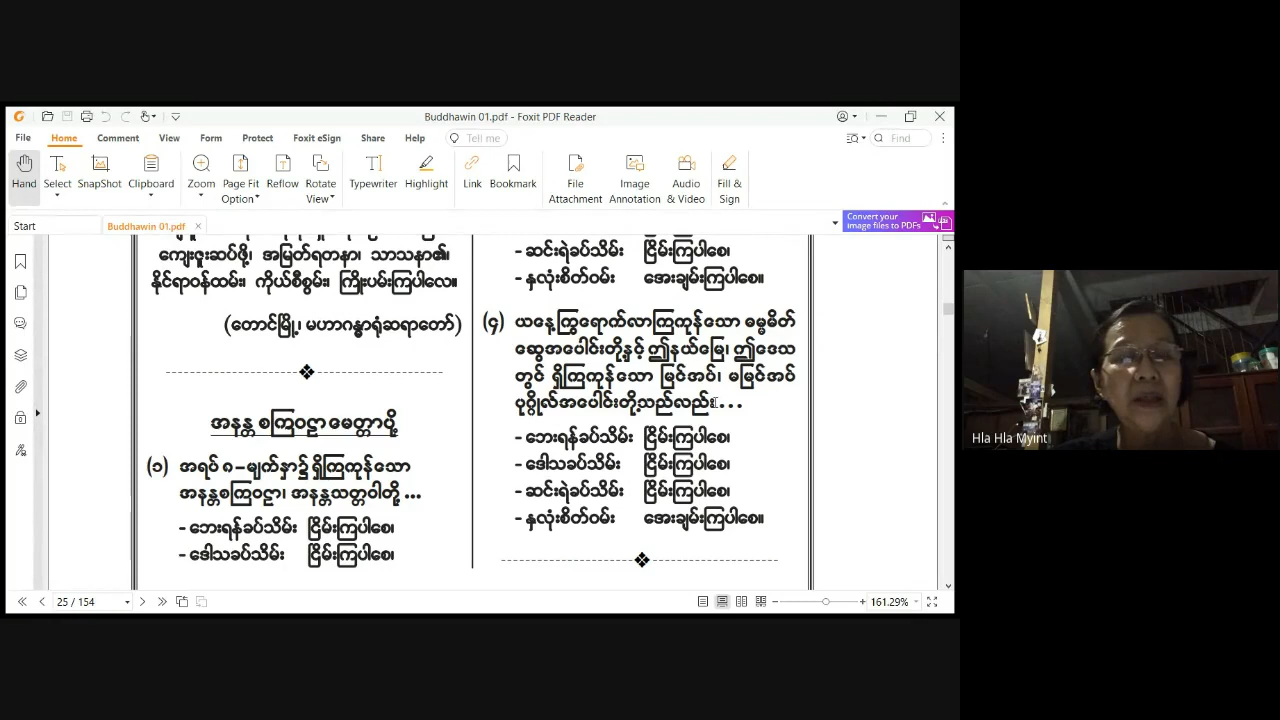 Buddhawin 01.pdf - Foxit PDF Reader
File Home Comment View Form Protect Foxit eSign Share Help Tell me Find
Hand Select SnapShot Clipboard Zoom Page Fit Option Reflow Rotate View Typewriter Highlight Link Bookmark File Attachment Image Annotation Audio & Video Fill & Sign
Start Buddhawin 01.pdf
Convert your image files to PDFs
ကျေးဇူးဆပ်ဖို့၊ အမြတ်ရတနာ၊ သာသနာ၏၊
နိုင်ရာဝန်ထမ်း၊ ကိုယ်စီစွမ်း၊ ကြိုးပမ်းကြပါလေ။
(တောင်မြို့၊ မဟာဂန္ဓာရုံဆရာတော်)
အနန္တ စကြဝဠာ မေတ္တာပို့
(၁) အရပ် ၈ – မျက်နှာ၌ ရှိကြကုန်သော
အနန္တစကြဝဠာ၊ အနန္တသတ္တဝါတို့ ...
- ဘေးရန်ခပ်သိမ်း ငြိမ်းကြပါစေ၊
- ဒေါသခပ်သိမ်း ငြိမ်းကြပါစေ၊
- ဆင်းရဲခပ်သိမ်း ငြိမ်းကြပါစေ၊
- နှလုံးစိတ်ဝမ်း အေးချမ်းကြပါစေ။
(၄) ယနေ့ကြွရောက်လာကြကုန်သော ဓမ္မမိတ်
ဆွေအပေါင်းတို့နှင့် ဤနယ်မြေ၊ ဤဒေသ
တွင် ရှိကြကုန်သော မြင်အပ်၊ မမြင်အပ်
ပုဂ္ဂိုလ်အပေါင်းတို့သည်လည်း...
- ဘေးရန်ခပ်သိမ်း ငြိမ်းကြပါစေ၊
- ဒေါသခပ်သိမ်း ငြိမ်းကြပါစေ၊
- ဆင်းရဲခပ်သိမ်း ငြိမ်းကြပါစေ၊
- နှလုံးစိတ်ဝမ်း အေးချမ်းကြပါစေ။
25 / 154
161.29%
Hla Hla Myint